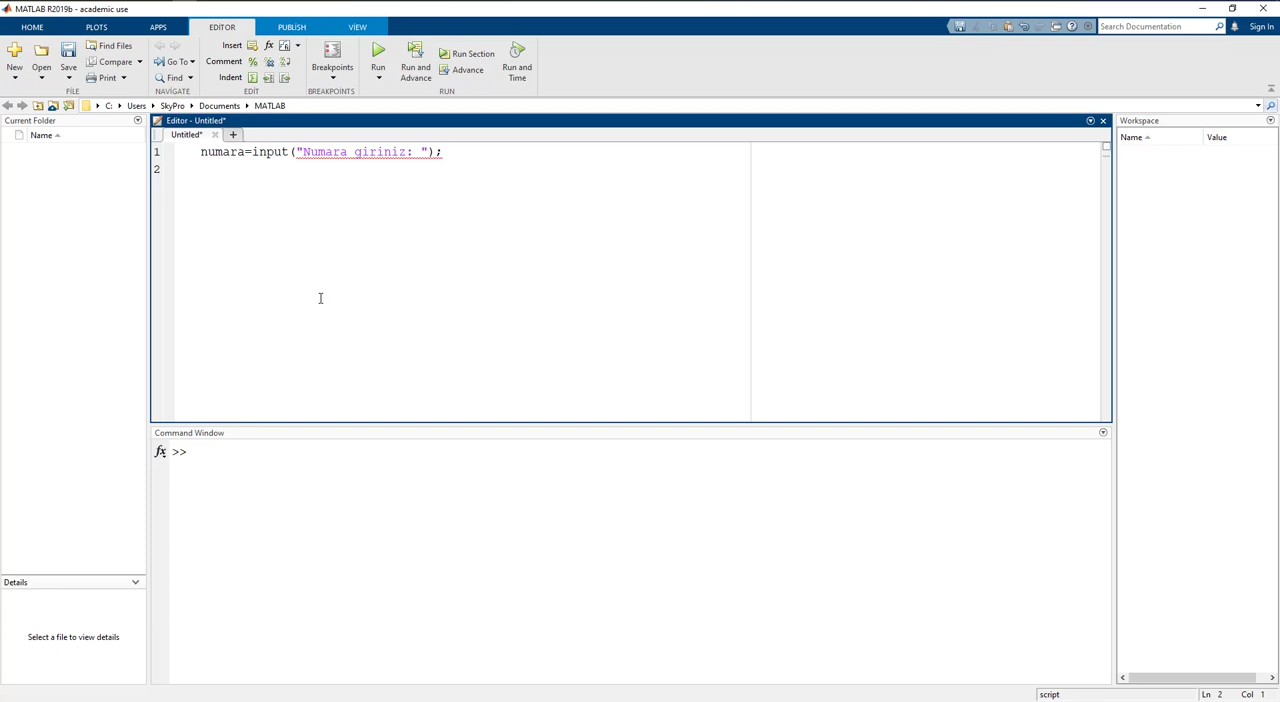 MATLAB R2019b - academic use
HOME PLOTS APPS EDITOR PUBLISH VIEW Search Documentation Sign In
New Open Save Find Files Compare Print Go To Find Insert Comment Indent fx % Breakpoints Run Run and Advance Run Section Advance Run and Time
FILE NAVIGATE EDIT BREAKPOINTS RUN
C: Users SkyPro Documents MATLAB
Current Folder
Name
Editor - Untitled*
Untitled* +
1 numara=input("Numara giriniz: ");
2
Workspace
Name Value
Command Window
fx >>
Details
Select a file to view details
script Ln 2 Col 1